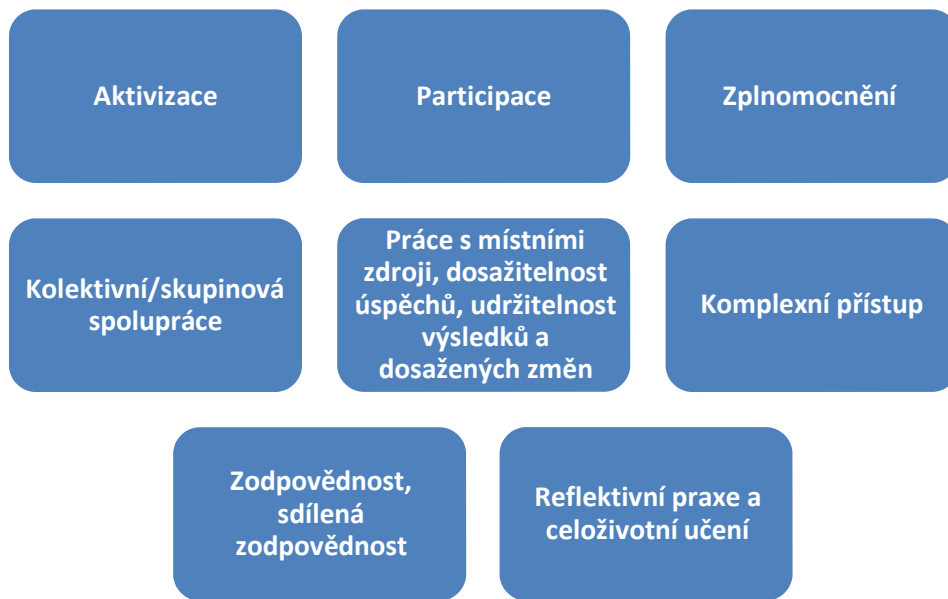 Aktivizace
Participace
Zplnomocnění
Kolektivní/skupinová
spolupráce
Práce s místními
zdroji, dosažitelnost
úspěchů, udržitelnost
výsledků a
dosažených změn
Komplexní přístup
Zodpovědnost,
sdílená
zodpovědnost
Reflektivní praxe a
celoživotní učení